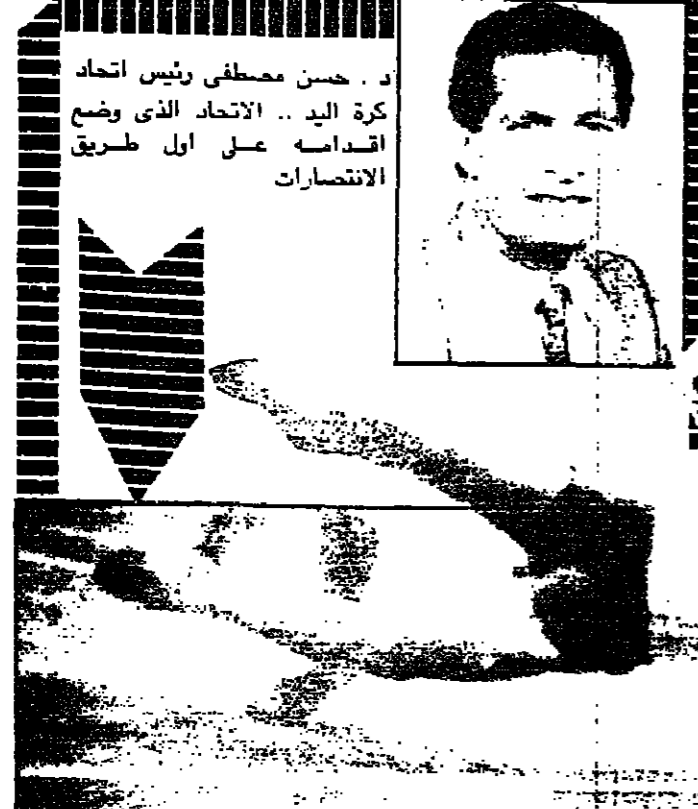 د . حسن مصطفى رئيس اتحاد
كرة اليد .. الاتحاد الذى وضع
اقدامه على اول طريق
الانتصارات